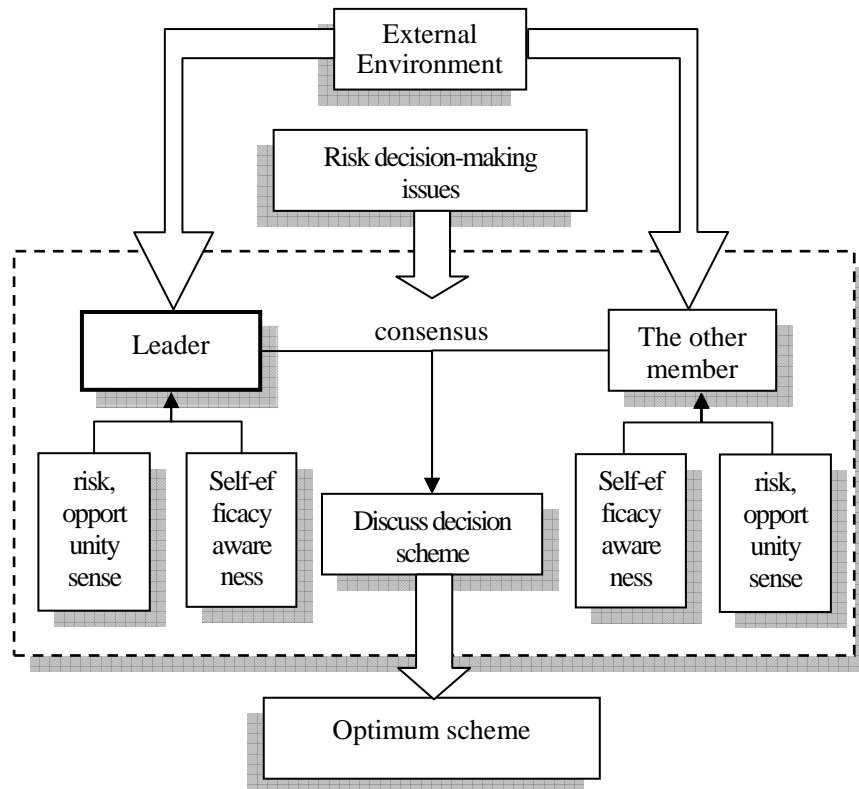 External
Environment
Risk decision-making
issues
Leader
consensus
The other
member
risk,
opport
unity
sense
Self-ef
ficacy
aware
ness
Discuss decision
scheme
Self-ef
ficacy
aware
ness
risk,
opport
unity
sense
Optimum scheme